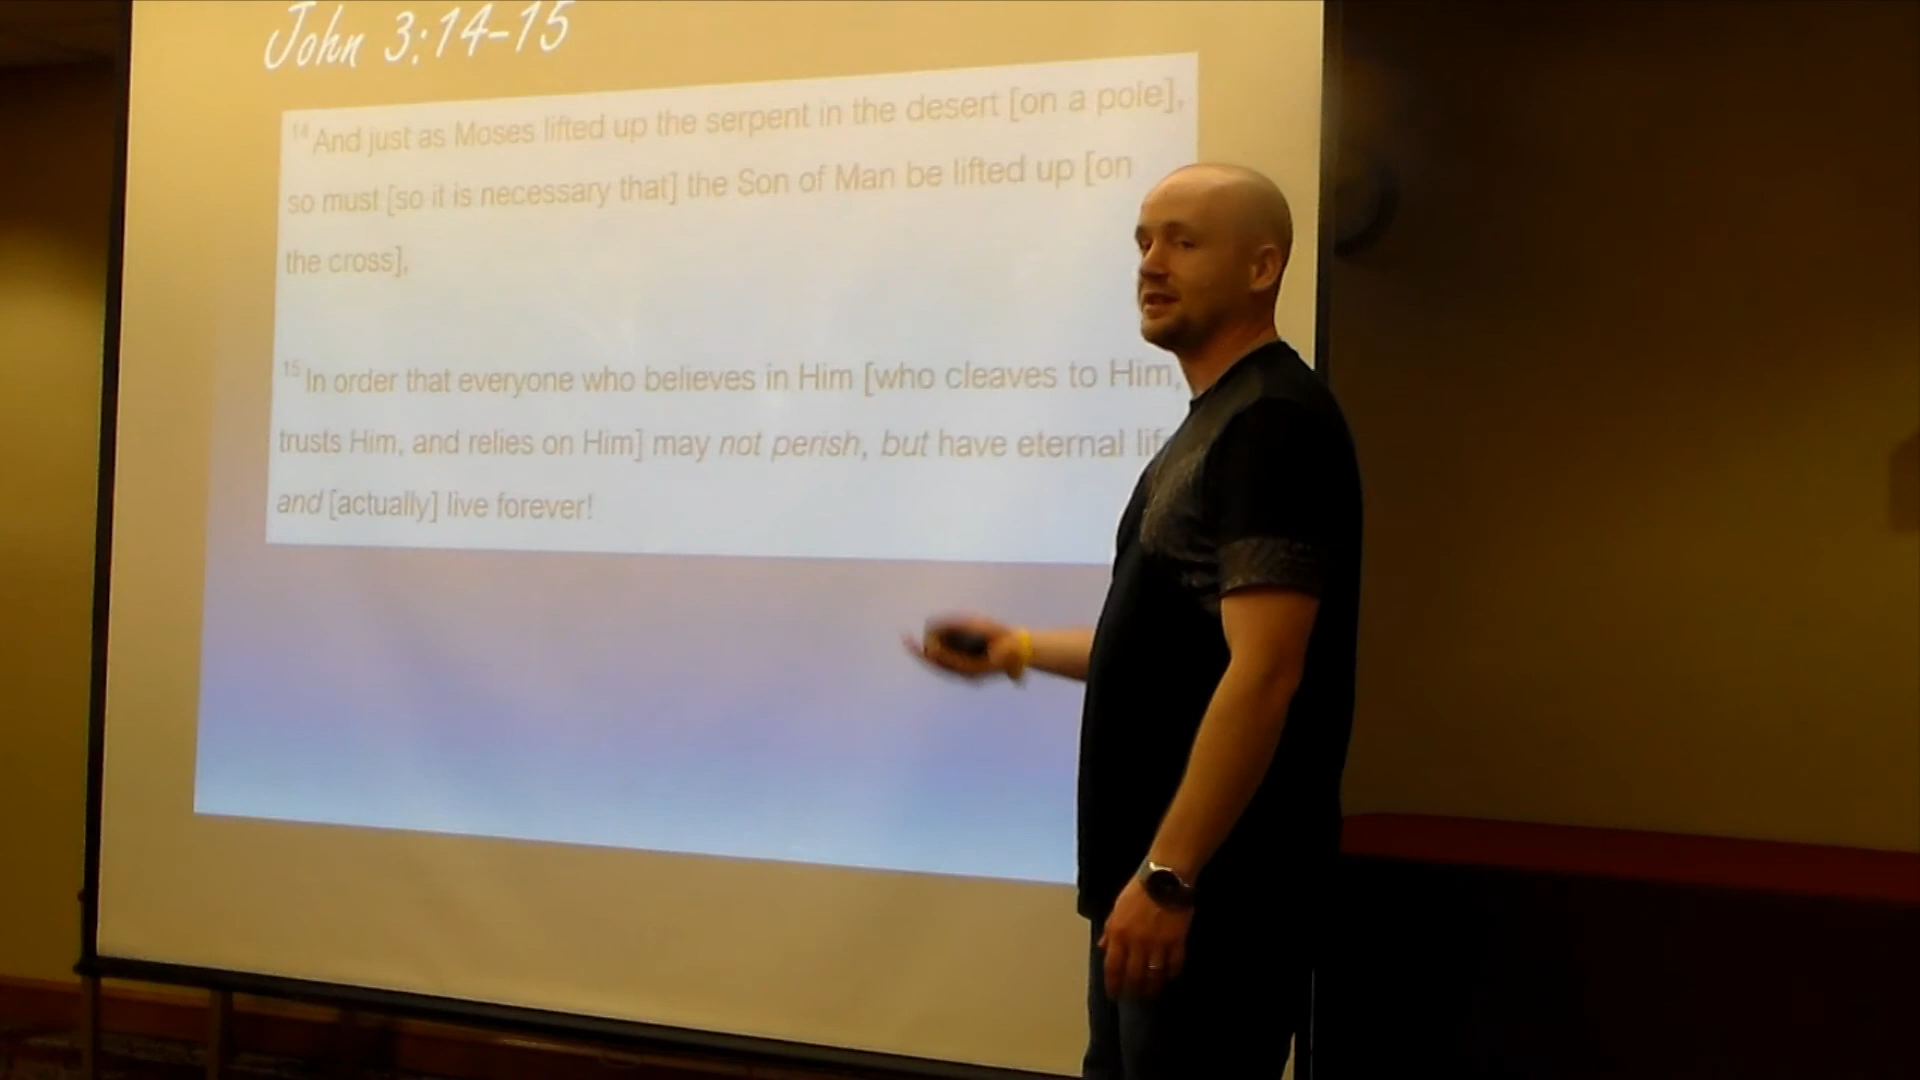 John 3:14-15
14 And just as Moses lifted up the serpent in the desert [on a pole],
so must [so it is necessary that] the Son of Man be lifted up [on
the cross],
15 In order that everyone who believes in Him [who cleaves to Him,
trusts Him, and relies on Him] may not perish, but have eternal lif
and [actually] live forever!